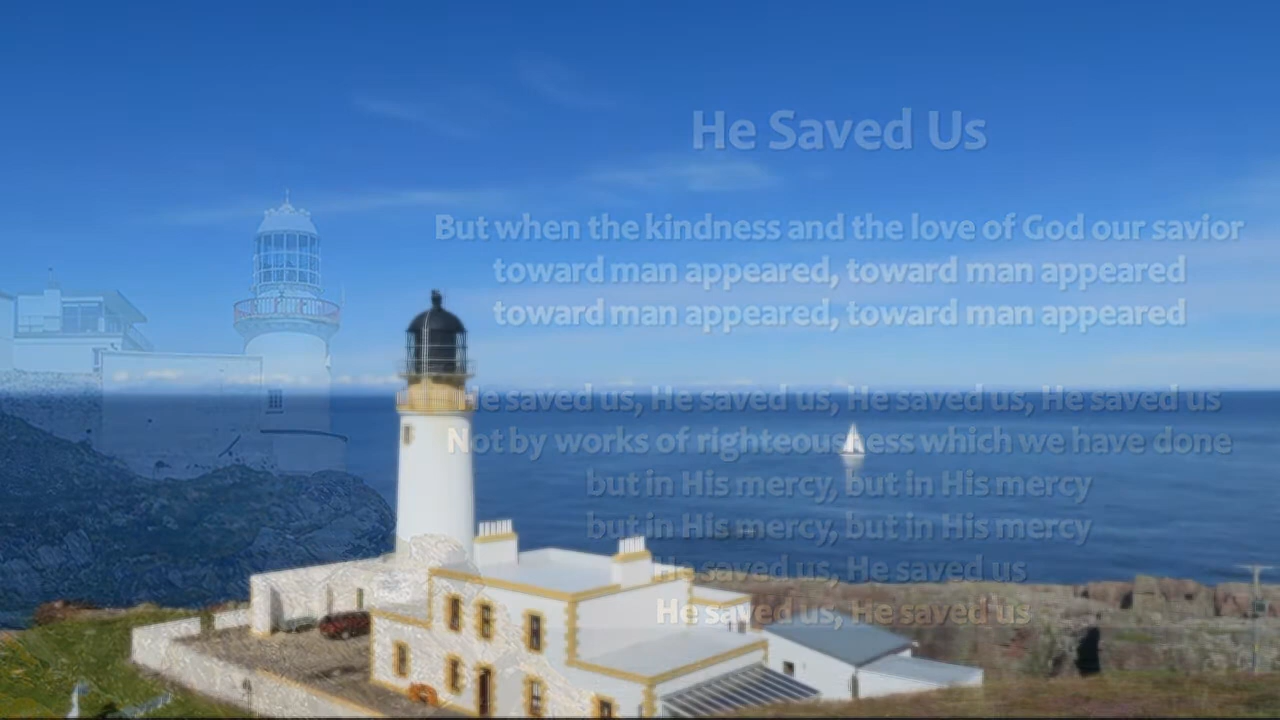 He Saved Us
But when the kindness and the love of God our savior
toward man appeared, toward man appeared
toward man appeared, toward man appeared
He saved us, He saved us, He saved us, He saved us
Not by works of righteousness which we have done
but in His mercy, but in His mercy
but in His mercy, but in His mercy
He saved us, He saved us
He saved us, He saved us